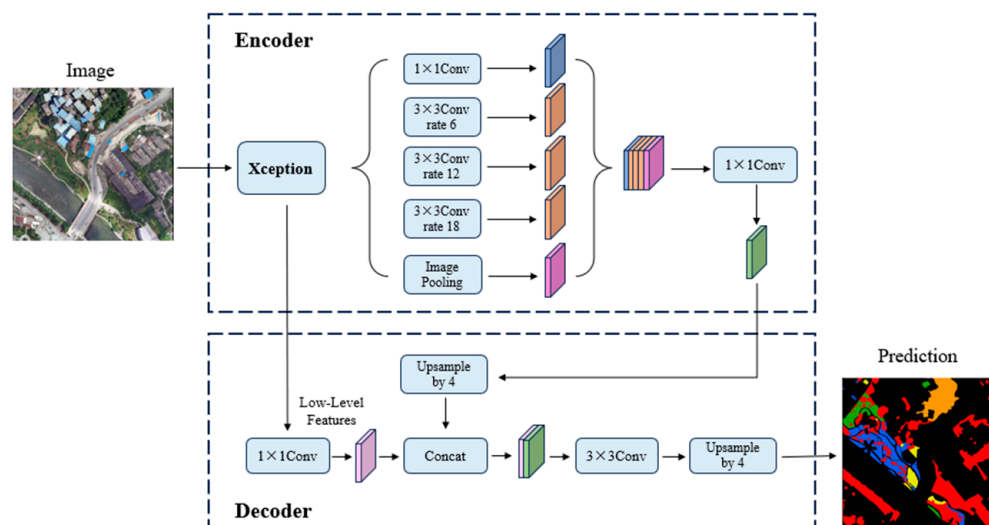 Encoder
Image
1×1Conv
3×3Conv
rate 6
Xception
3×3Conv
rate 12
1×1Conv
3×3Conv
rate 18
Image
Pooling
Upsample
by 4
Prediction
Low-Level
Features
1×1Conv
Concat
3×3Conv
Upsample
by 4
Decoder